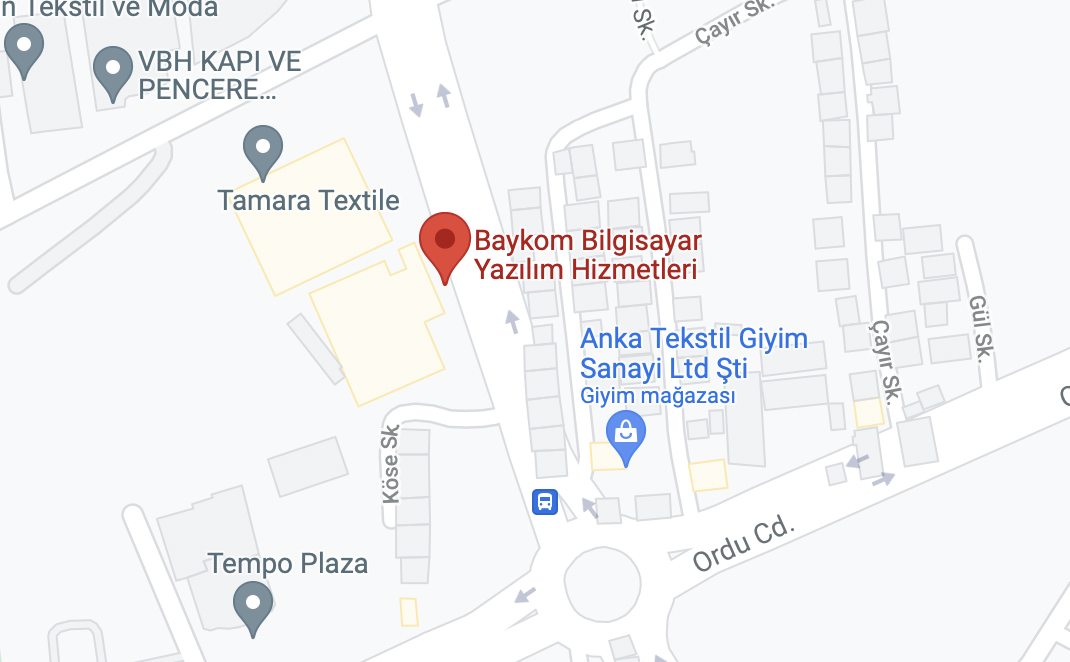 n Tekstil ve Moda
Sk.
Çayır Sk.
VBH KAPI VE
PENCERE...
Tamara Textile
Baykom Bilgisayar
Yazılım Hizmetleri
Gül Sk.
Anka Tekstil Giyim
Sanayi Ltd Şti
Giyim mağazası
Çayır Sk.
Köse Sk
Ordu Cd.
Tempo Plaza